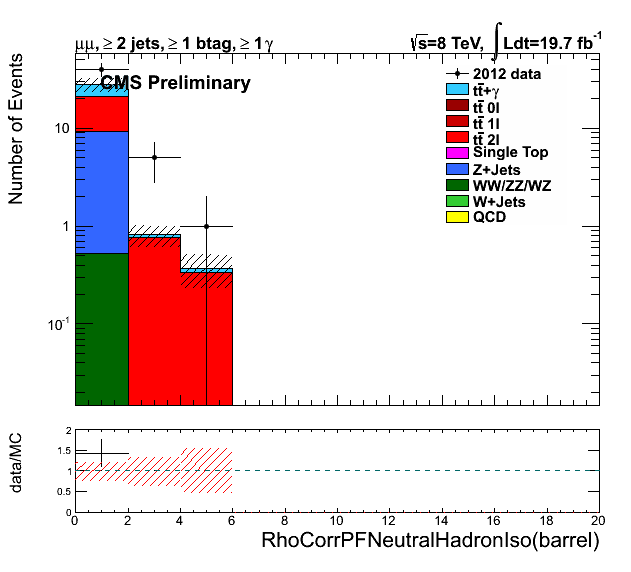 μμ, ≥ 2 jets, ≥ 1 btag, ≥ 1 γ
√s=8 TeV, ∫ Ldt=19.7 fb⁻¹
CMS Preliminary
2012 data
tt̄+γ
tt̄ 0l
tt̄ 1l
tt̄ 2l
Single Top
Z+Jets
WW/ZZ/WZ
W+Jets
QCD
Number of Events
10
1
10⁻¹
data/MC
2
1.5
1
0.5
0
0 2 4 6 8 10 12 14 16 18 20
RhoCorrPFNeutralHadronIso(barrel)